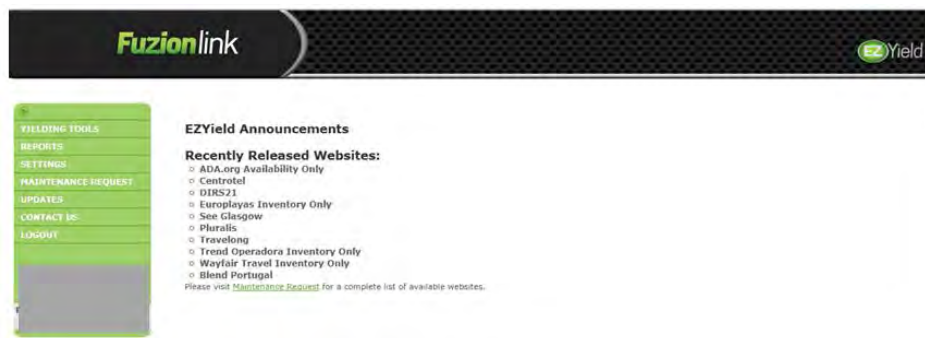 Fuzionlink
EZYield
YIELDING TOOLS
REPORTS
SETTINGS
MAINTENANCE REQUEST
UPDATES
CONTACT US
LOGOUT
EZYield Announcements
Recently Released Websites:
ADA.org Availability Only
Centrotel
DIRS21
Europlayas Inventory Only
See Glasgow
Pluralis
Travelong
Trend Operadora Inventory Only
Wayfair Travel Inventory Only
Blend Portugal
Please visit Maintenance Request for a complete list of available websites.